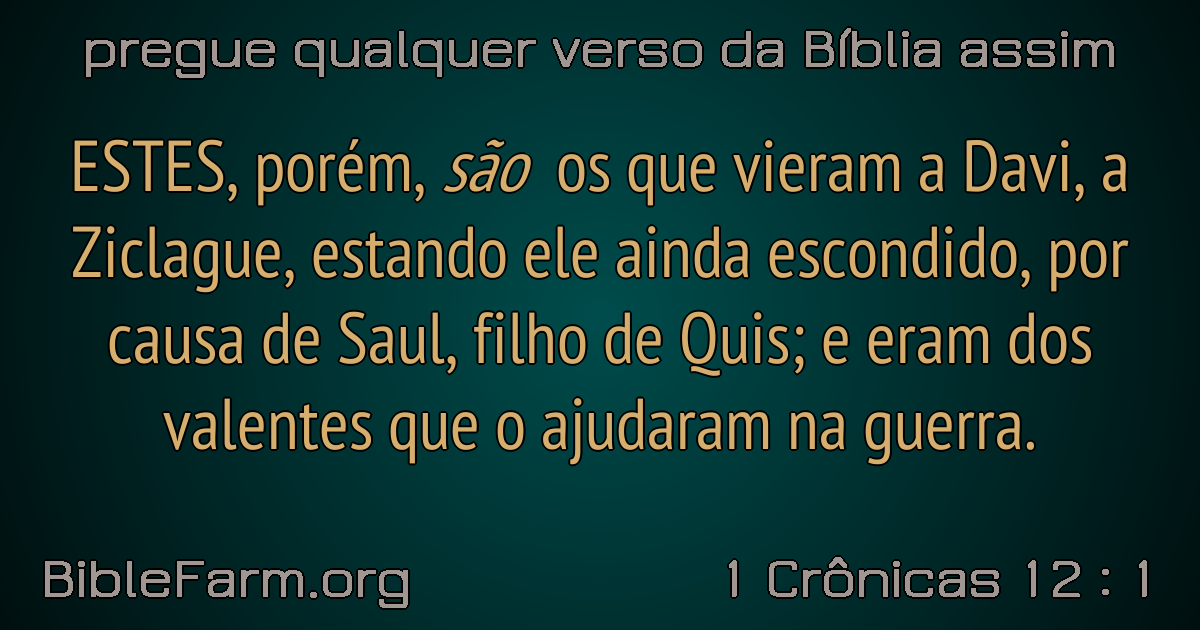 pregue qualquer verso da Bíblia assim
ESTES, porém, são os que vieram a Davi, a
Ziclague, estando ele ainda escondido, por
causa de Saul, filho de Quis; e eram dos
valentes que o ajudaram na guerra.
BibleFarm.org
1 Crônicas 12 : 1